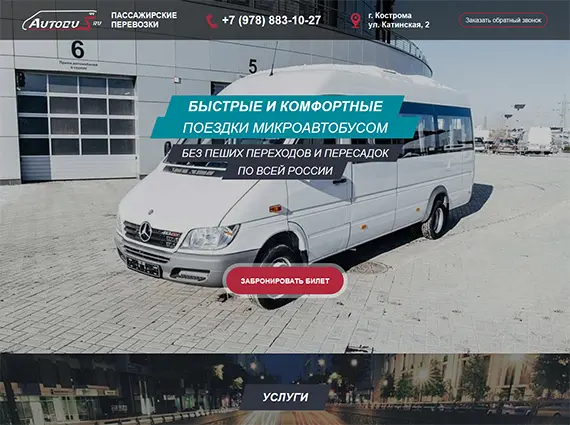 AUTOBUS.RU
ПАССАЖИРСКИЕ
ПЕРЕВОЗКИ
+7 (978) 883-10-27
г. Кострома
ул. Катинская, 2
Заказать обратный звонок
6
5
БЫСТРЫЕ И КОМФОРТНЫЕ
ПОЕЗДКИ МИКРОАВТОБУСОМ
БЕЗ ПЕШИХ ПЕРЕХОДОВ И ПЕРЕСАДОК
ПО ВСЕЙ РОССИИ
ЗАБРОНИРОВАТЬ БИЛЕТ
УСЛУГИ